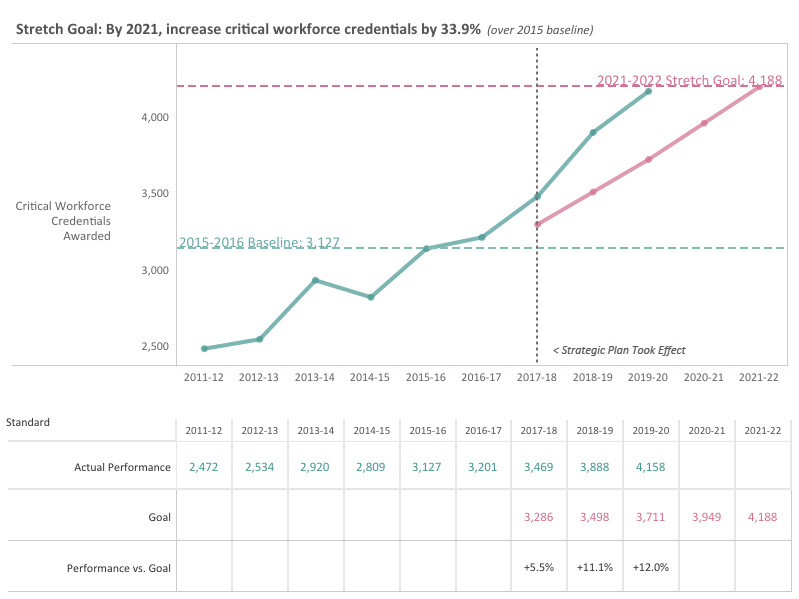 Stretch Goal: By 2021, increase critical workforce credentials by 33.9% (over 2015 baseline)
2021-2022 Stretch Goal: 4,188
4,000
3,500
Critical Workforce
Credentials
Awarded
2015-2016 Baseline: 3,127
3,000
2,500
< Strategic Plan Took Effect
2011-12 2012-13 2013-14 2014-15 2015-16 2016-17 2017-18 2018-19 2019-20 2020-21 2021-22
Standard
2011-12 2012-13 2013-14 2014-15 2015-16 2016-17 2017-18 2018-19 2019-20 2020-21 2021-22
Actual Performance 2,472 2,534 2,920 2,809 3,127 3,201 3,469 3,888 4,158
Goal 3,286 3,498 3,711 3,949 4,188
Performance vs. Goal +5.5% +11.1% +12.0%